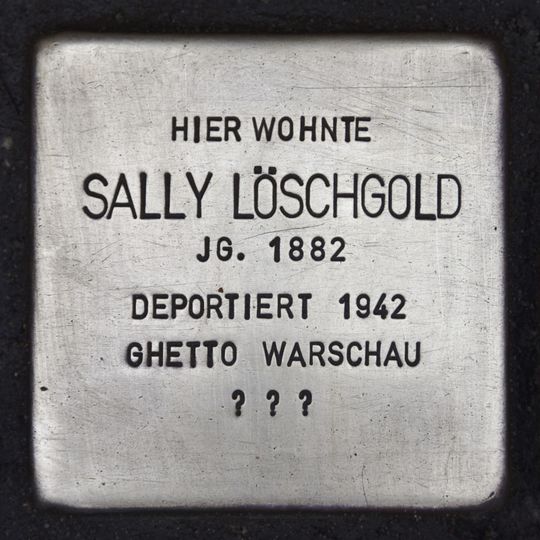 HIER WOHNTE
SALLY LÖSCHGOLD
JG. 1882
DEPORTIERT 1942
GHETTO WARSCHAU
? ? ?